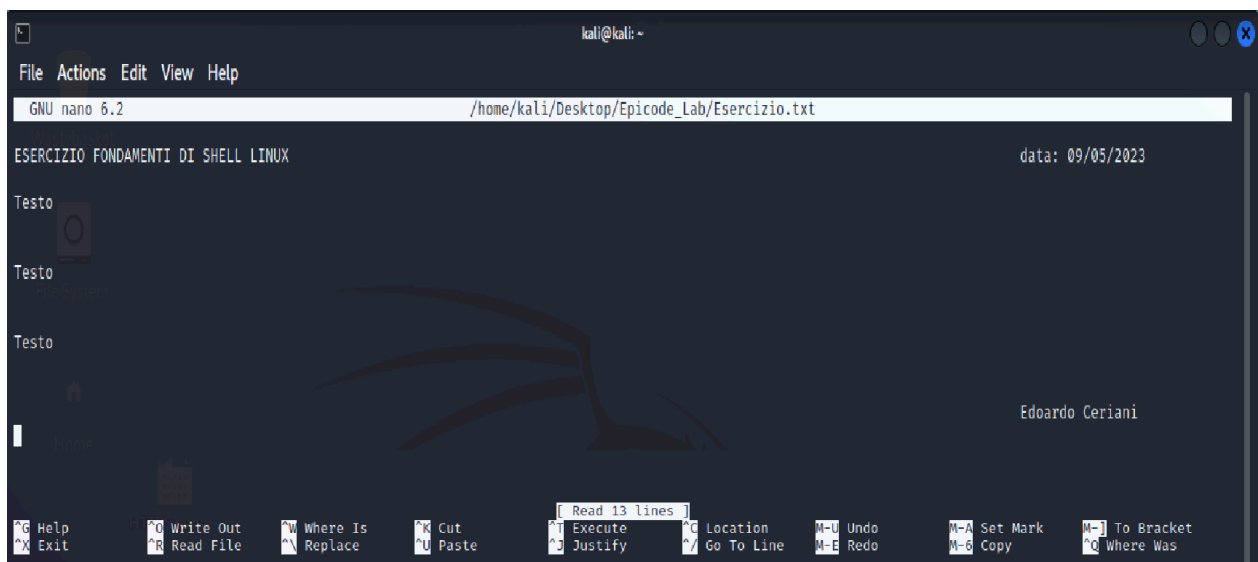 kali@kali: ~
File Actions Edit View Help
GNU nano 6.2 /home/kali/Desktop/Epicode_Lab/Esercizio.txt
ESERCIZIO FONDAMENTI DI SHELL LINUX data: 09/05/2023
Testo
Testo
Testo
Edoardo Ceriani
Home
[ Read 13 lines ]
^G Help ^O Write Out ^W Where Is ^K Cut ^T Execute ^C Location M-U Undo M-A Set Mark M-] To Bracket
^X Exit ^R Read File ^\ Replace ^U Paste ^J Justify ^/ Go To Line M-E Redo M-6 Copy ^Q Where Was